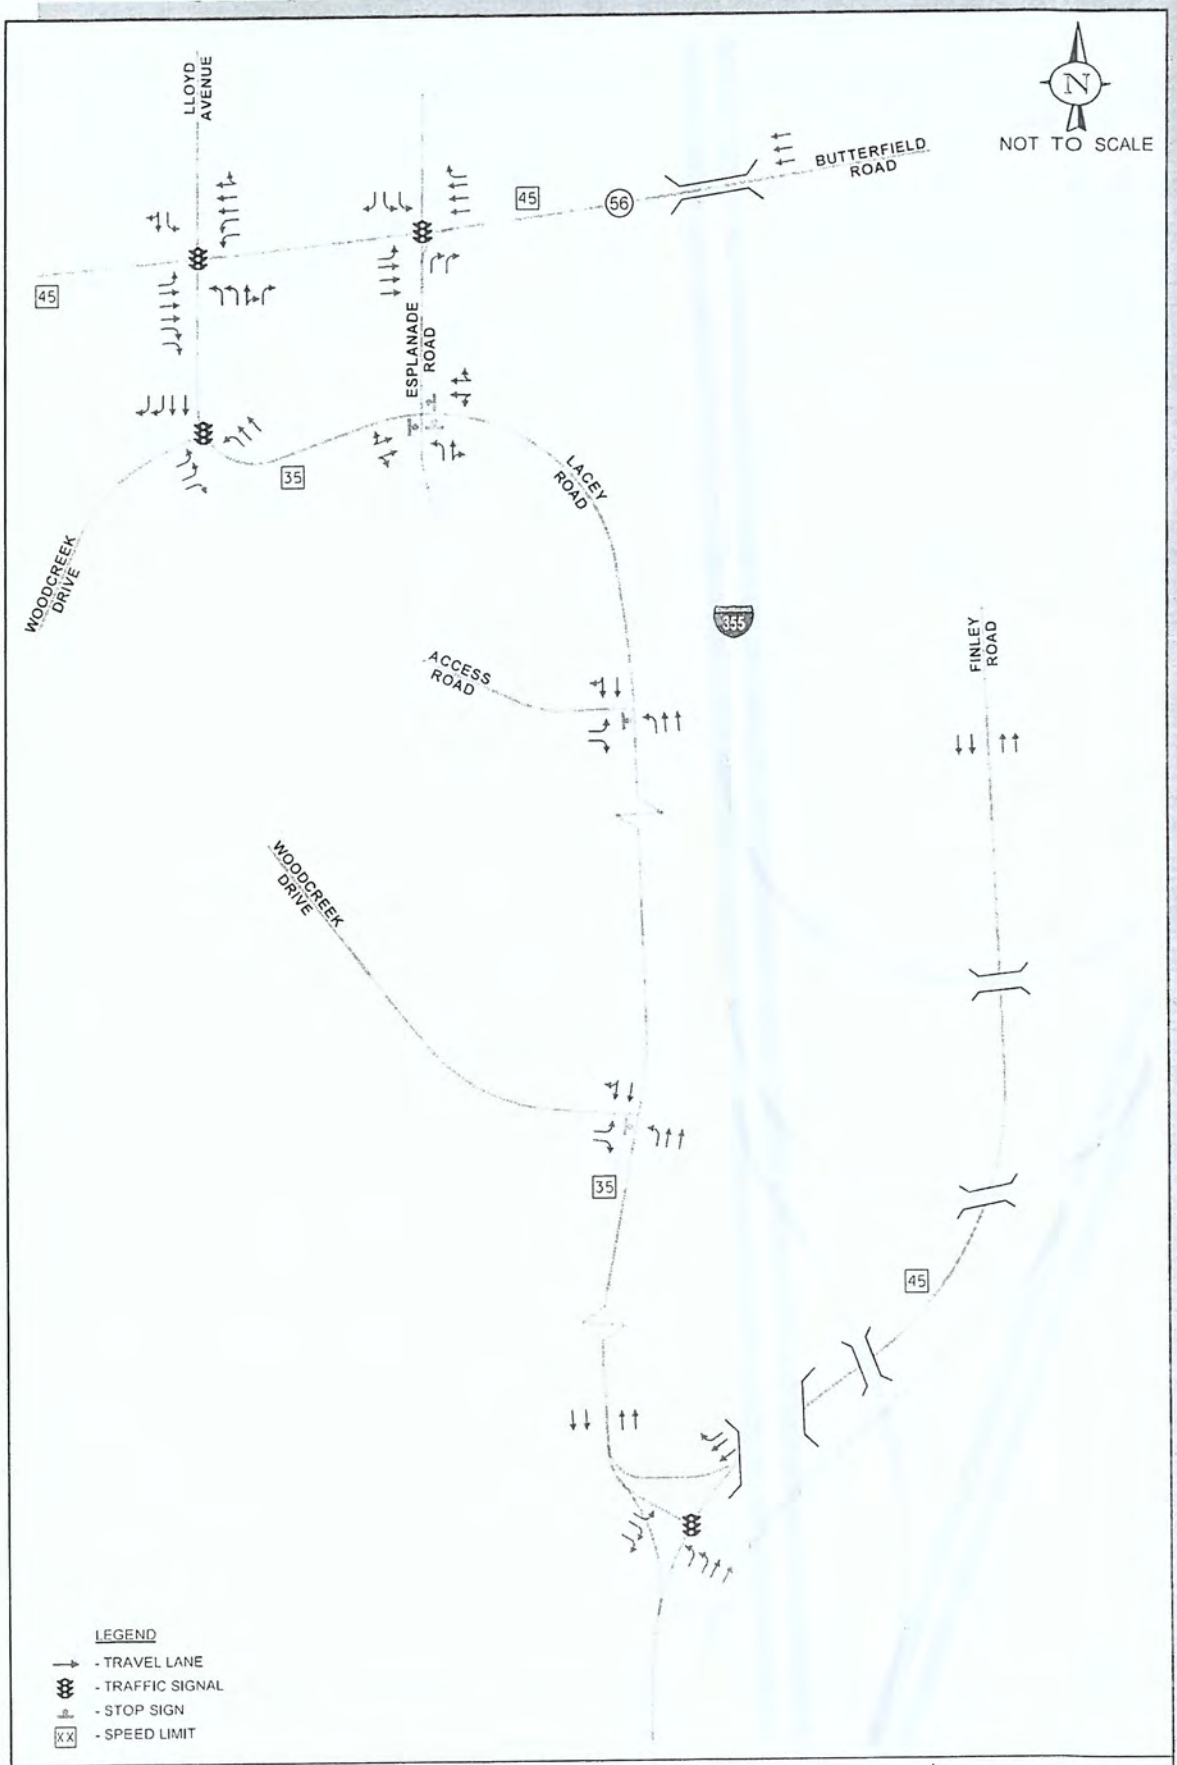 LLOYD
AVENUE
N
NOT TO SCALE
BUTTERFIELD
ROAD
45
56
45
ESPLANADE
ROAD
35
LACEY
ROAD
WOODCREEK
DRIVE
355
FINLEY
ROAD
ACCESS
ROAD
WOODCREEK
DRIVE
35
45
LEGEND
- TRAVEL LANE
- TRAFFIC SIGNAL
- STOP SIGN
XX - SPEED LIMIT